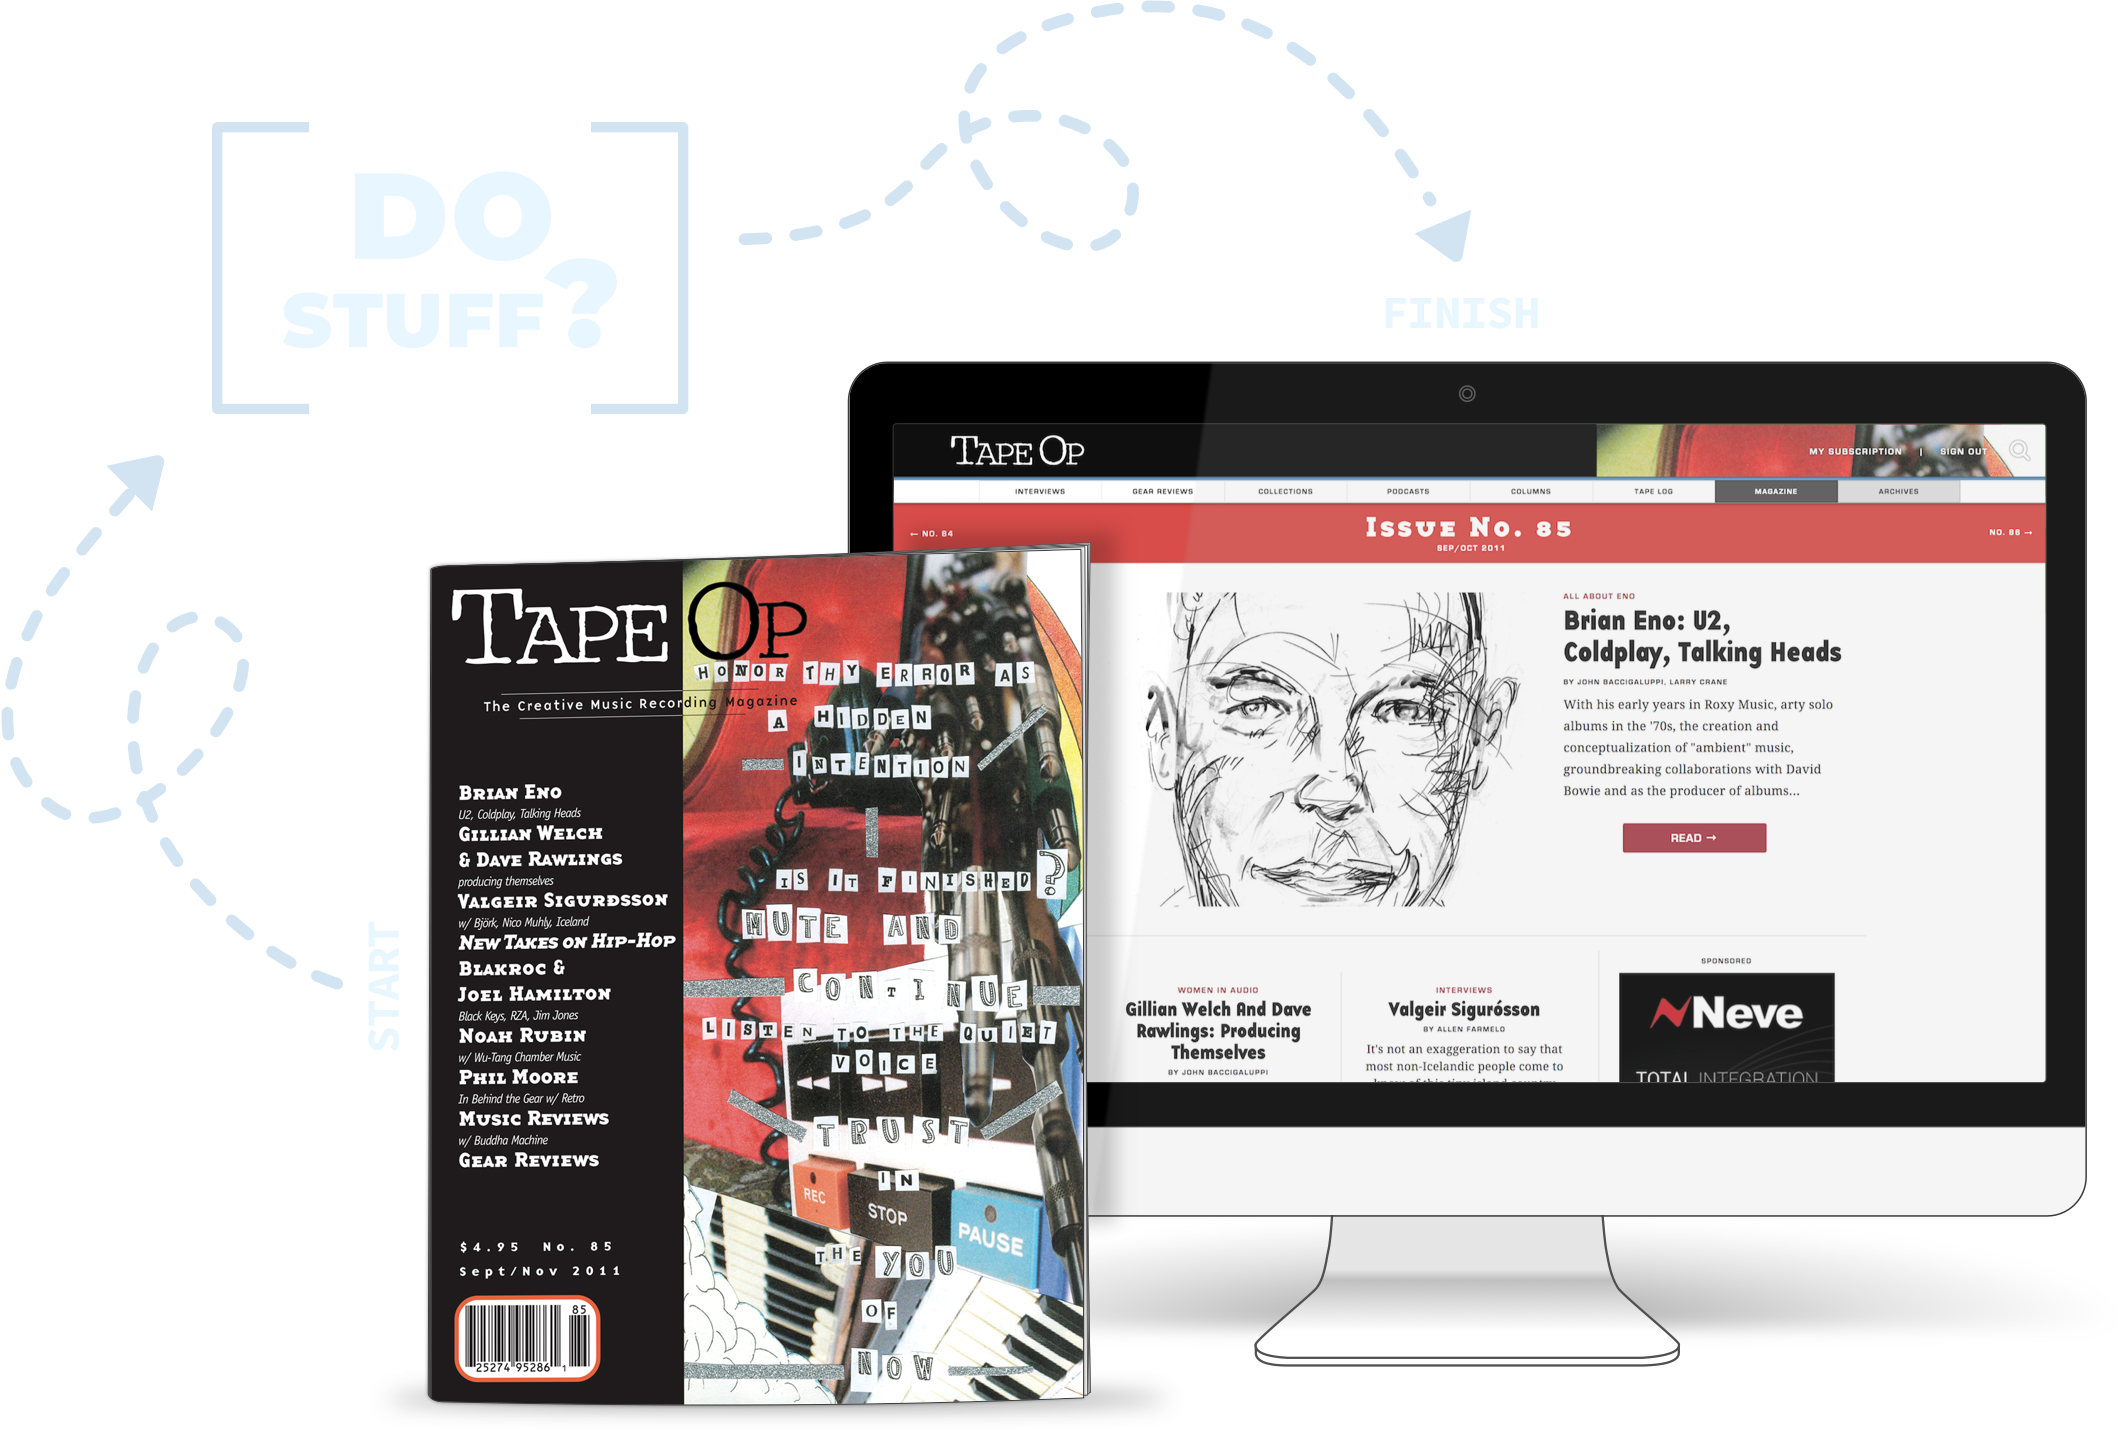 DO
STUFF?
FINISH
START
TAPE OP
MY SUBSCRIPTION | SIGN OUT
INTERVIEWS GEAR REVIEWS COLLECTIONS PODCASTS COLUMNS TAPE LOG MAGAZINE ARCHIVES
← NO. 84
ISSUE NO. 85
SEP/OCT 2011
NO. 86 →
ALL ABOUT ENO
Brian Eno: U2,
Coldplay, Talking Heads
BY JOHN BACCIGALUPPI, LARRY CRANE
With his early years in Roxy Music, arty solo
albums in the '70s, the creation and
conceptualization of "ambient" music,
groundbreaking collaborations with David
Bowie and as the producer of albums...
READ →
WOMEN IN AUDIO
Gillian Welch And Dave
Rawlings: Producing
Themselves
BY JOHN BACCIGALUPPI
INTERVIEWS
Valgeir Sigurósson
BY ALLEN FARMELO
It's not an exaggeration to say that
most non-Icelandic people come to
know of this tiny island country
SPONSORED
Neve
TOTAL INTEGRATION
TAPE OP
The Creative Music Recording Magazine
BRIAN ENO
U2, Coldplay, Talking Heads
GILLIAN WELCH
& DAVE RAWLINGS
producing themselves
VALGEIR SIGURÐSSON
w/ Björk, Nico Muhly, Iceland
NEW TAKES ON HIP-HOP
BLAKROC &
JOEL HAMILTON
Black Keys, RZA, Jim Jones
NOAH RUBIN
w/ Wu-Tang Chamber Music
PHIL MOORE
In Behind the Gear w/ Retro
MUSIC REVIEWS
w/ Buddha Machine
GEAR REVIEWS
$4.95 No. 85
Sept/Nov 2011
85
25274 95286 1
HONOR THY ERROR AS
A HIDDEN
INTENTION
IS IT FINISHED?
MUTE AND
CONTINUE
LISTEN TO THE QUIET
VOICE
TRUST
IN
REC
STOP
PAUSE
THE YOU
OF
NOW